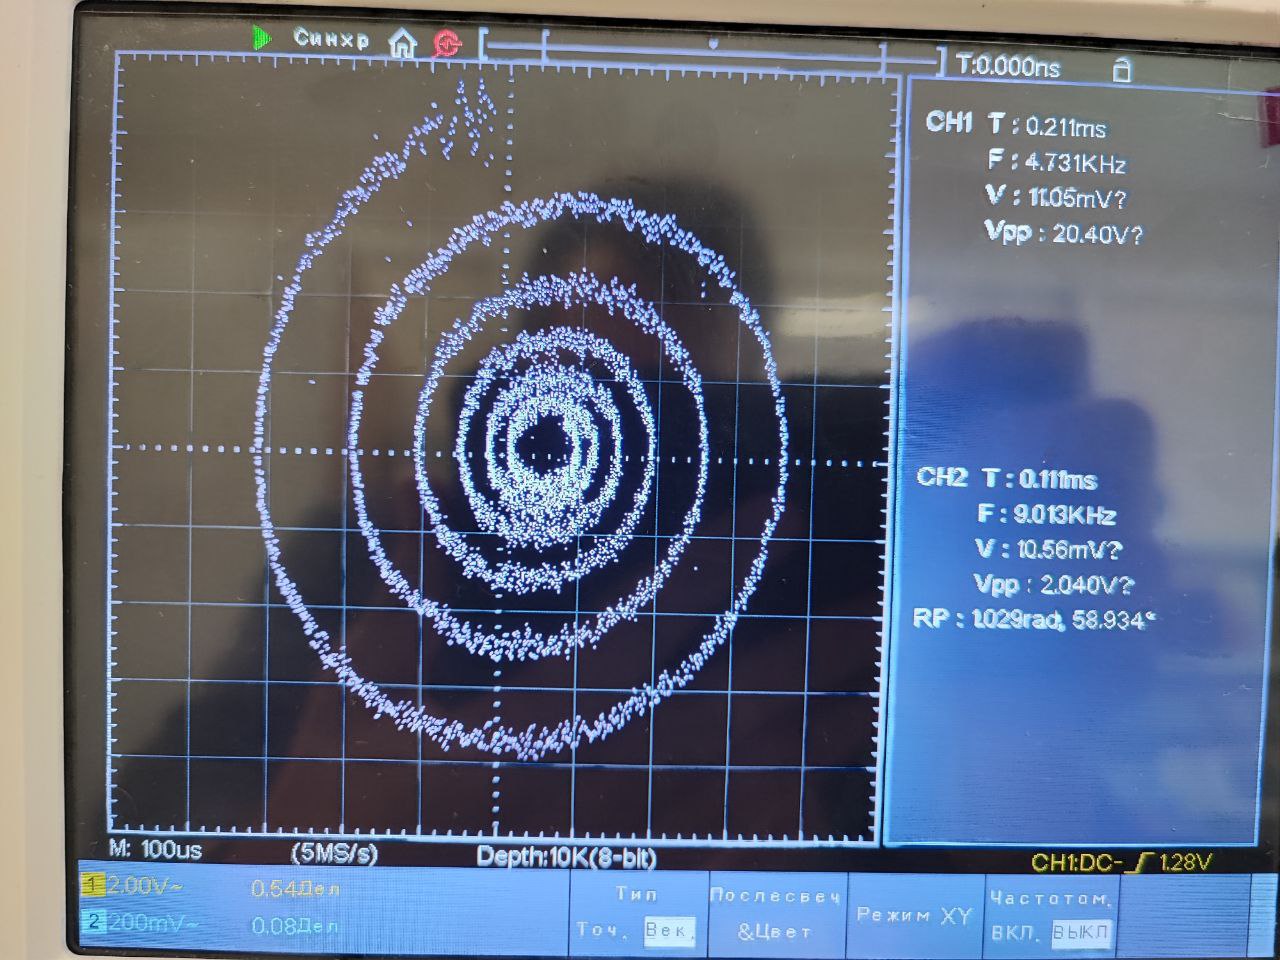 Синхр
T:0.000ns
CH1 T : 0.211ms
F : 4.731KHz
V : 11.05mV?
Vpp : 20.40V?
CH2 T : 0.111ms
F : 9.013KHz
V : 10.56mV?
Vpp : 2.040V?
RP : 1.029rad, 58.934°
M: 100us (5MS/s) Depth:10K(8-bit)
CH1:DC- 1.28V
1 2.00V~ 0.54Дел
2 200mV~ 0.08Дел
Тип
Точ. Век.
Послесвеч
&Цвет
Режим XY
Частотом.
ВКЛ. ВЫКЛ